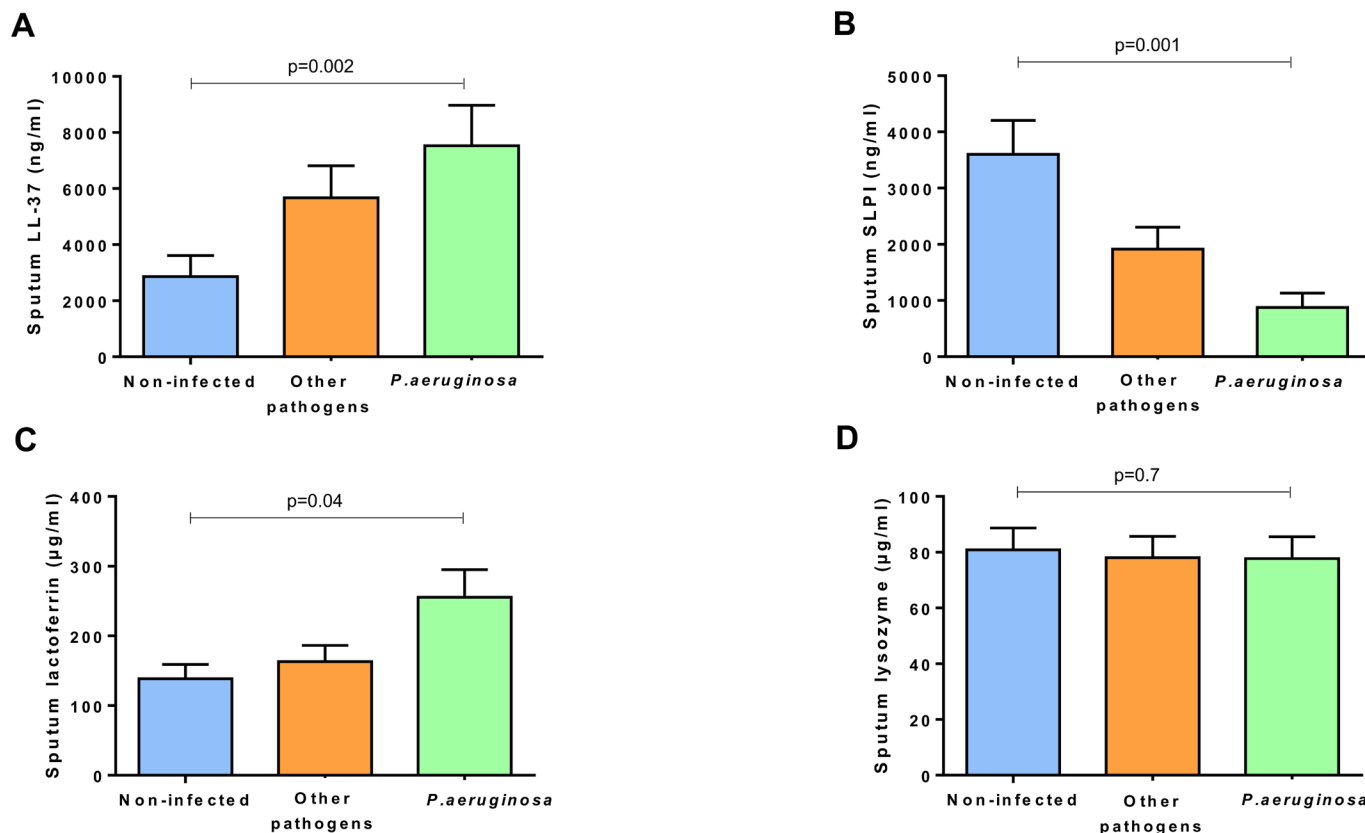 A
p=0.002
Sputum LL-37 (ng/ml)
10000
8000
6000
4000
2000
0
Non-infected
Other
pathogens
P.aeruginosa
B
p=0.001
Sputum SLPI (ng/ml)
5000
4000
3000
2000
1000
0
Non-infected
Other
pathogens
P.aeruginosa
C
p=0.04
Sputum lactoferrin (µg/ml)
400
300
200
100
0
Non-infected
Other
pathogens
P.aeruginosa
D
p=0.7
Sputum lysozyme (µg/ml)
100
80
60
40
20
0
Non-infected
Other
pathogens
P.aeruginosa